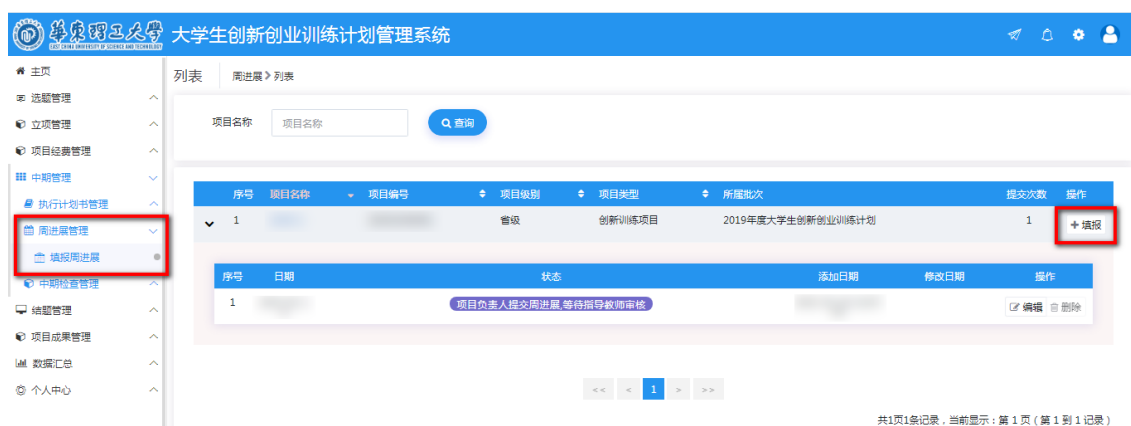 華東理工大學 大学生创新创业训练计划管理系统
EAST CHINA UNIVERSITY OF SCIENCE AND TECHNOLOGY
主页
选题管理
立项管理
项目经费管理
中期管理
执行计划书管理
周进展管理
填报周进展
中期检查管理
结题管理
项目成果管理
数据汇总
个人中心
列表 周进展 > 列表
项目名称 项目名称 查询
序号 项目名称 项目编号 项目级别 项目类型 所属批次 提交次数 操作
1 省级 创新训练项目 2019年度大学生创新创业训练计划 1 +填报
序号 日期 状态 添加日期 修改日期 操作
1 项目负责人提交周进展,等待指导教师审核 编辑 删除
<< < 1 > >>
共1页1条记录，当前显示：第 1 页 ( 第 1 到 1 记录 )